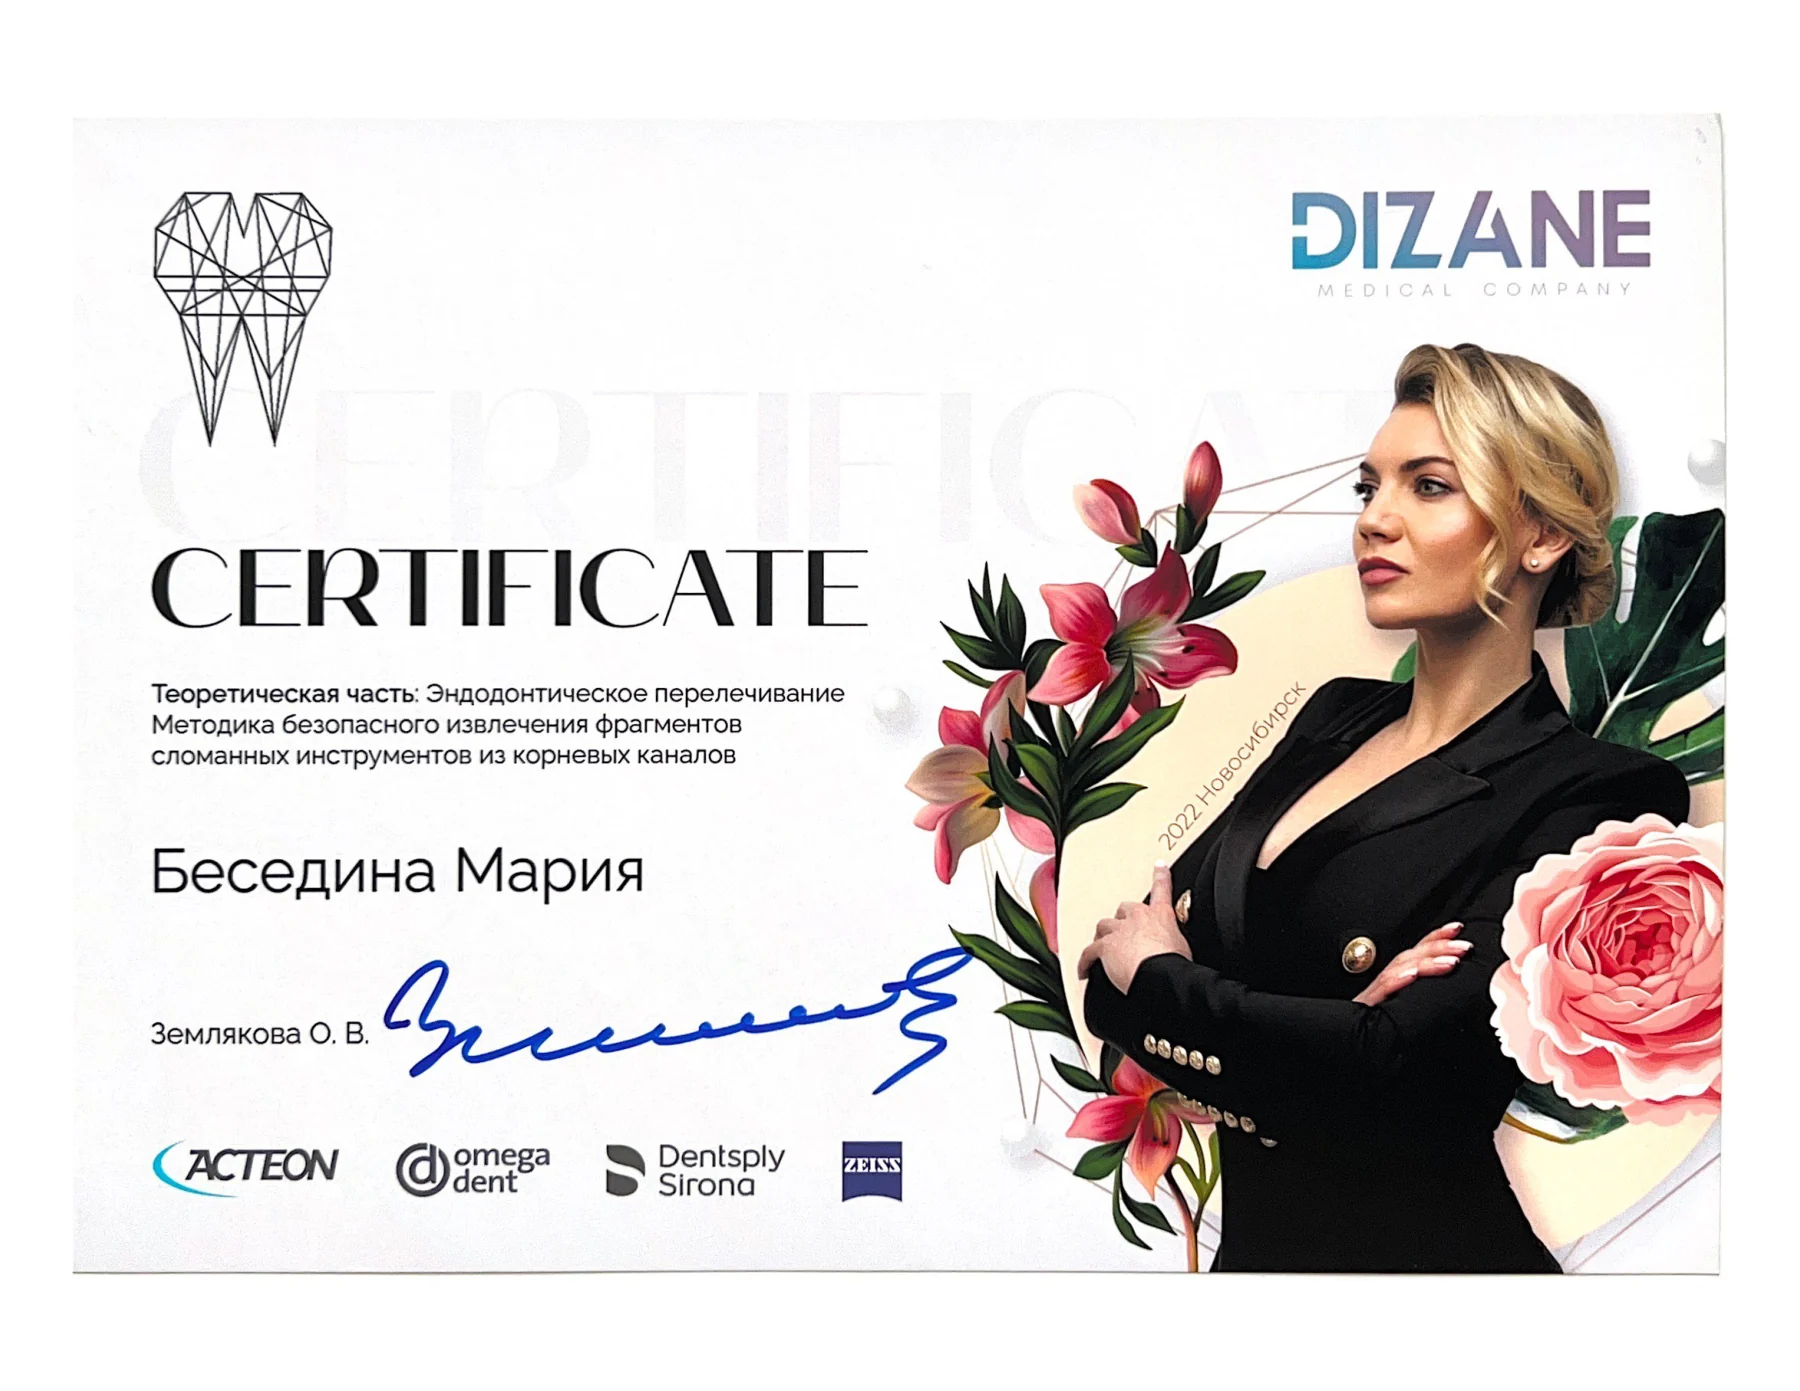 DIZANE
MEDICAL COMPANY
CERTIFICATE
CERTIFICATE
Теоретическая часть: Эндодонтическое перелечивание
Методика безопасного извлечения фрагментов
сломанных инструментов из корневых каналов
2022 Новосибирск
Беседина Мария
Землякова О. В.
ACTEON
omega
dent
Dentsply
Sirona
ZEISS